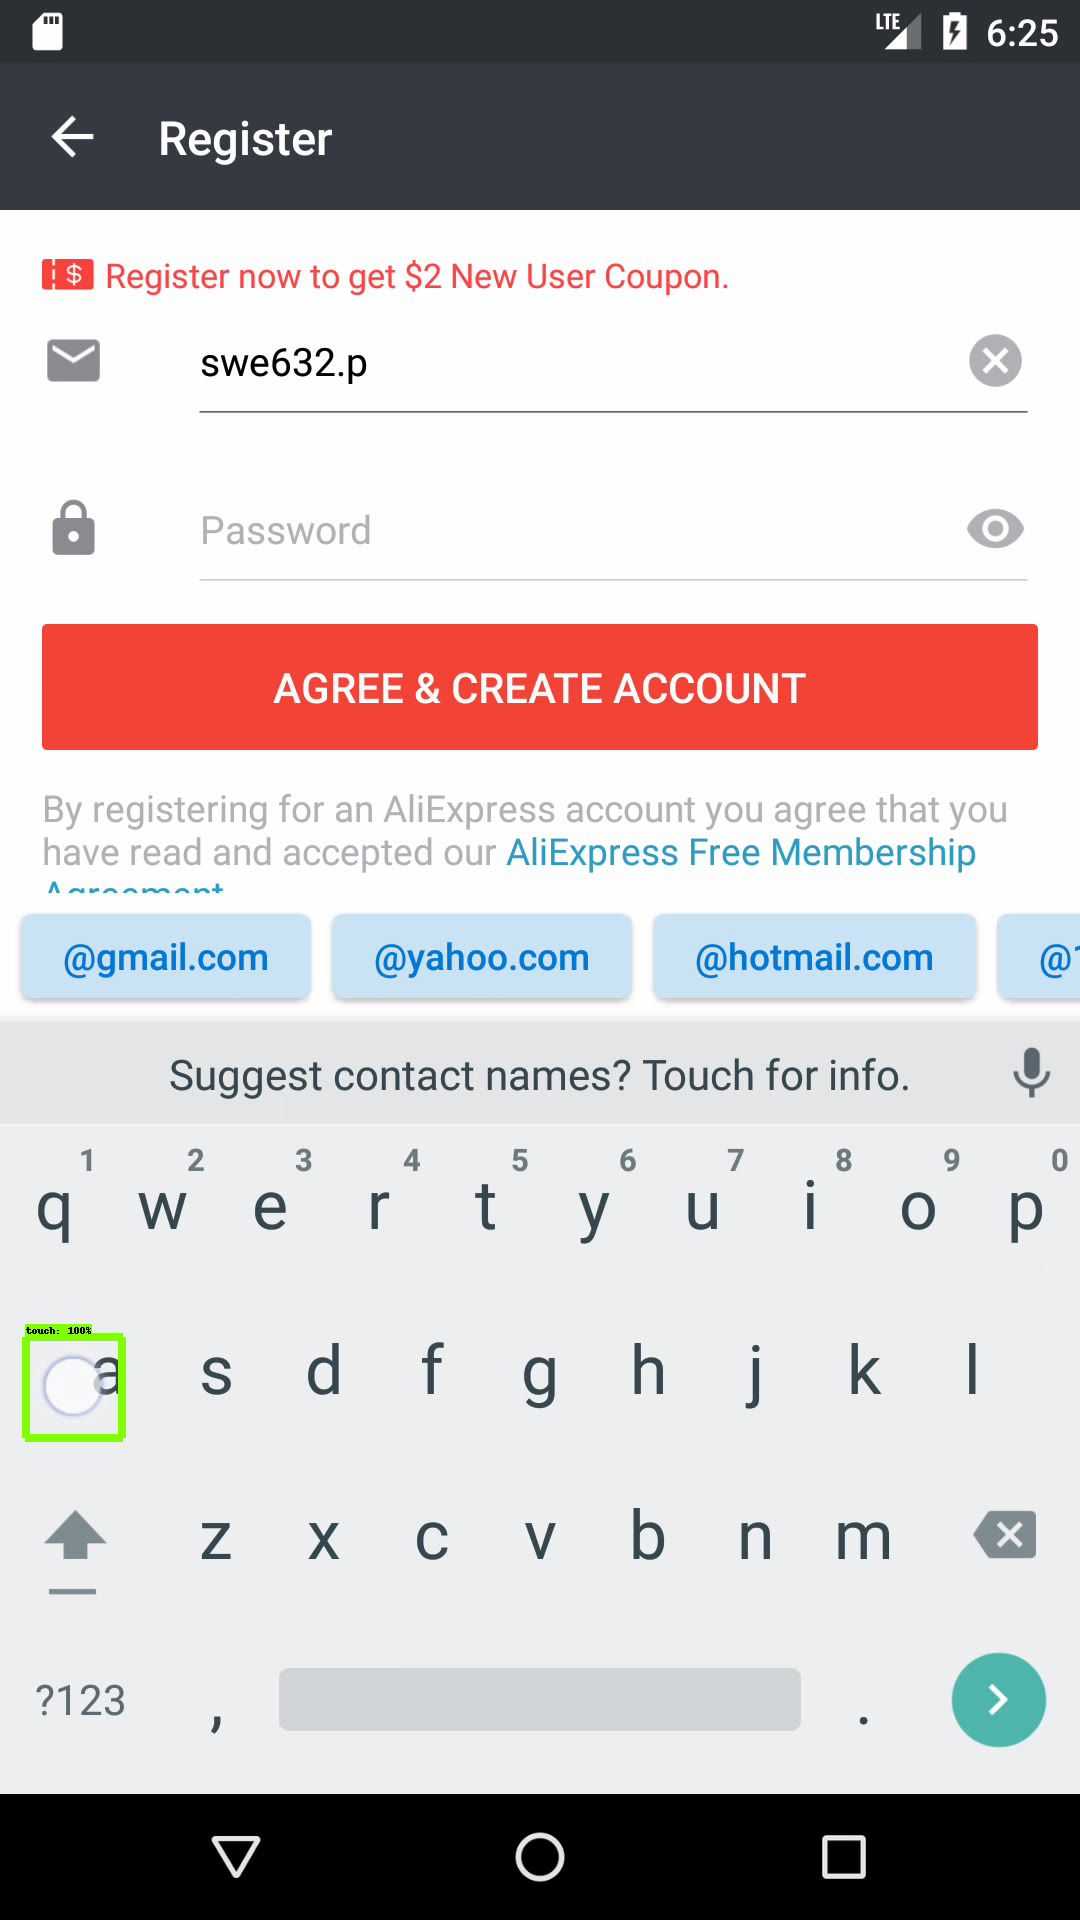 LTE 6:25
Register
$ Register now to get $2 New User Coupon.
swe632.p
Password
AGREE & CREATE ACCOUNT
By registering for an AliExpress account you agree that you
have read and accepted our AliExpress Free Membership
Agreement
@gmail.com @yahoo.com @hotmail.com @1
Suggest contact names? Touch for info.
1 2 3 4 5 6 7 8 9 0
q w e r t y u i o p
touch: 100%
a s d f g h j k l
z x c v b n m
?123 , .